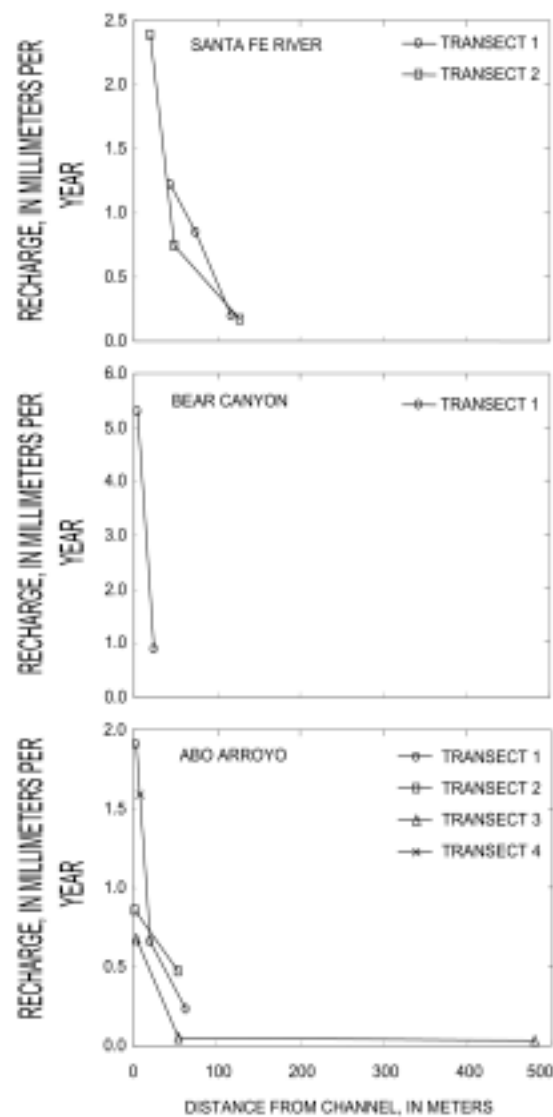 SANTA FE RIVER
TRANSECT 1
TRANSECT 2
RECHARGE, IN MILLIMETERS PER
YEAR
2.5
2.0
1.5
1.0
0.5
0.0
BEAR CANYON
TRANSECT 1
RECHARGE, IN MILLIMETERS PER
YEAR
6.0
5.0
4.0
3.0
2.0
1.0
0.0
ABO ARROYO
TRANSECT 1
TRANSECT 2
TRANSECT 3
TRANSECT 4
RECHARGE, IN MILLIMETERS PER
YEAR
2.0
1.5
1.0
0.5
0.0
0 100 200 300 400 500
DISTANCE FROM CHANNEL, IN METERS